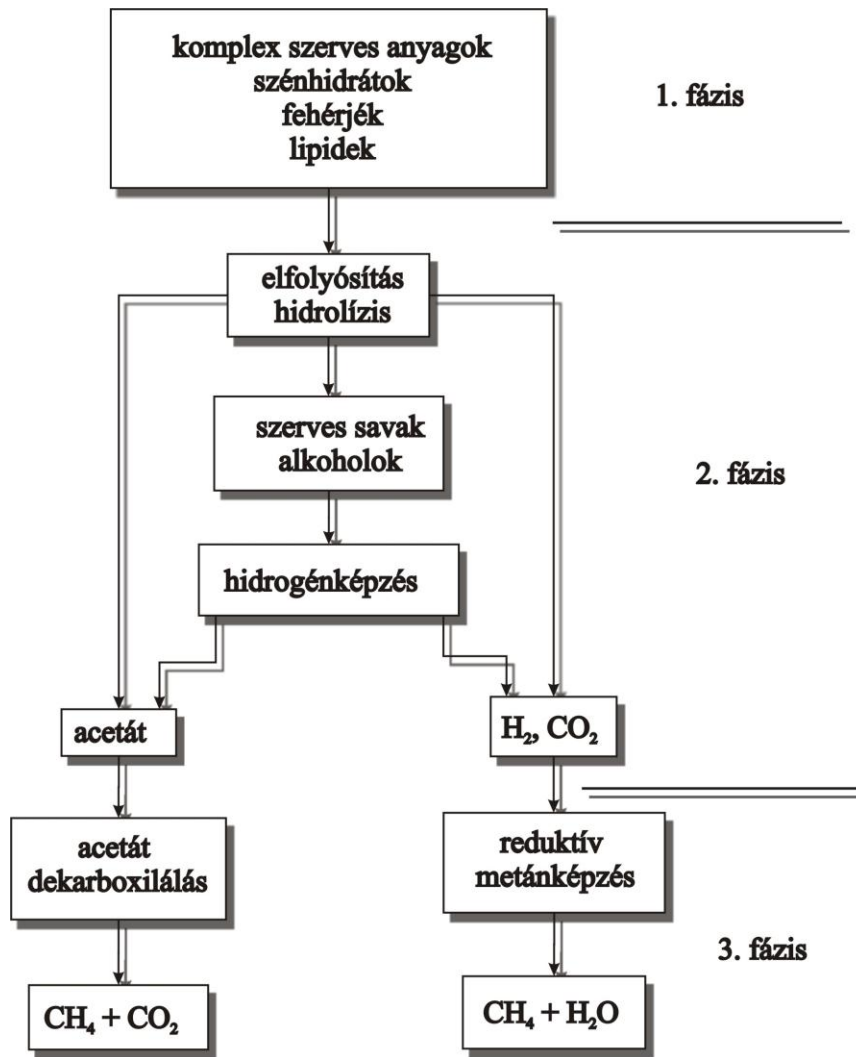 komplex szerves anyagok
szénhidrátok
fehérjék
lipidek
1. fázis
elfolyósítás
hidrolízis
szerves savak
alkoholok
2. fázis
hidrogénképzés
acetát
H₂, CO₂
acetát
dekarboxilálás
reduktív
metánképzés
3. fázis
CH₄ + CO₂
CH₄ + H₂O